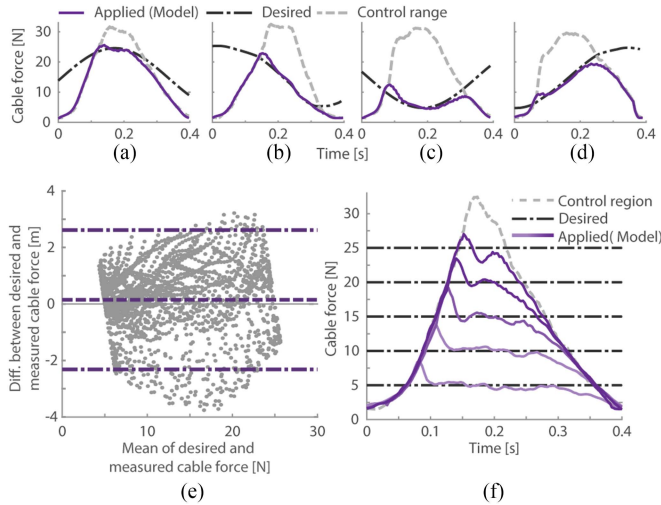 Applied (Model) Desired Control range
Cable force [N]
30
20
10
0
0 0.2 0.4 0 0.2 0.4 0 0.2 0.4 0 0.2 0.4
(a) (b) Time [s] (c) (d)
Diff. between desired and
measured cable force [m]
4
2
0
-2
-4
0 10 20 30
Mean of desired and
measured cable force [N]
(e)
Control region
Desired
Applied( Model)
Cable force [N]
30
25
20
15
10
5
0
0 0.1 0.2 0.3 0.4
Time [s]
(f)